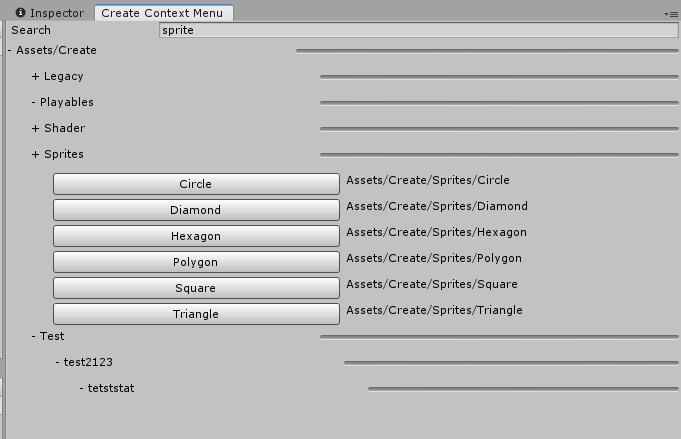 Inspector Create Context Menu
Search sprite
- Assets/Create
+ Legacy
- Playables
+ Shader
+ Sprites
Circle Assets/Create/Sprites/Circle
Diamond Assets/Create/Sprites/Diamond
Hexagon Assets/Create/Sprites/Hexagon
Polygon Assets/Create/Sprites/Polygon
Square Assets/Create/Sprites/Square
Triangle Assets/Create/Sprites/Triangle
- Test
- test2123
- tetststat